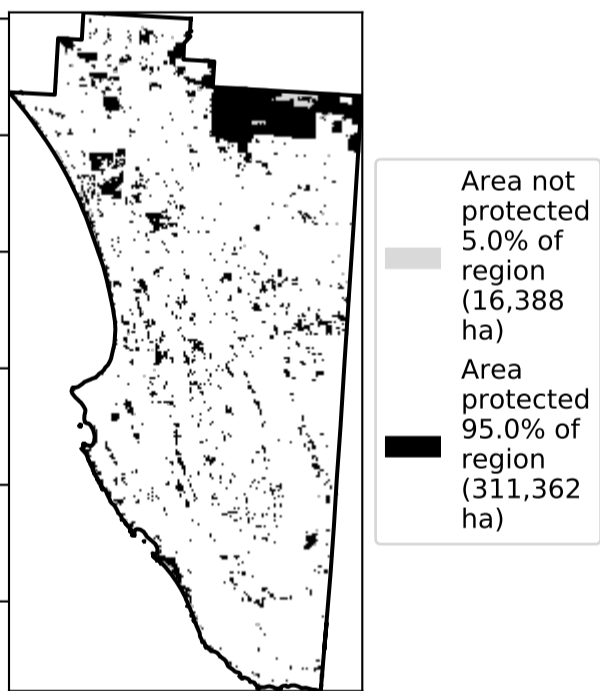 Area not
protected
5.0% of
region
(16,388
ha)
Area
protected
95.0% of
region
(311,362
ha)